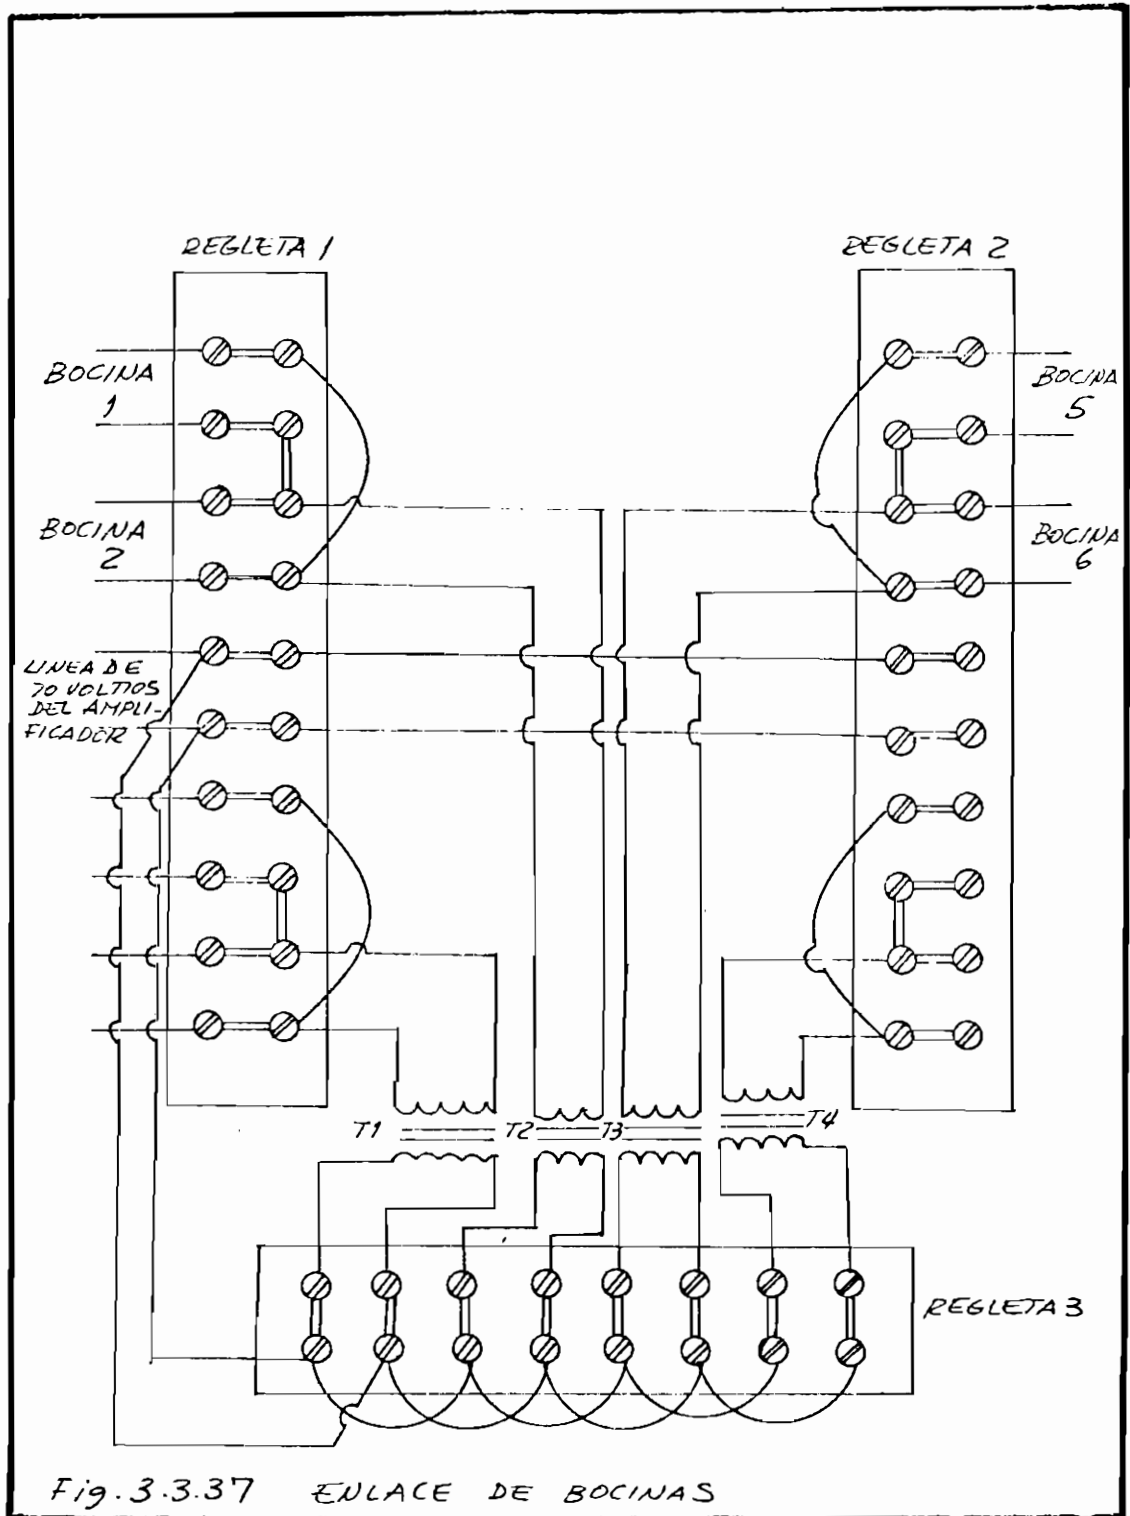 REGLETA 1
REGLETA 2
BOCINA
1
BOCINA
5
BOCINA
2
BOCINA
6
LINEA DE
70 VOLTIOS
DEL AMPLI-
FICADOR
T1
T2
T3
T4
REGLETA 3
Fig. 3.3.37 ENLACE DE BOCINAS